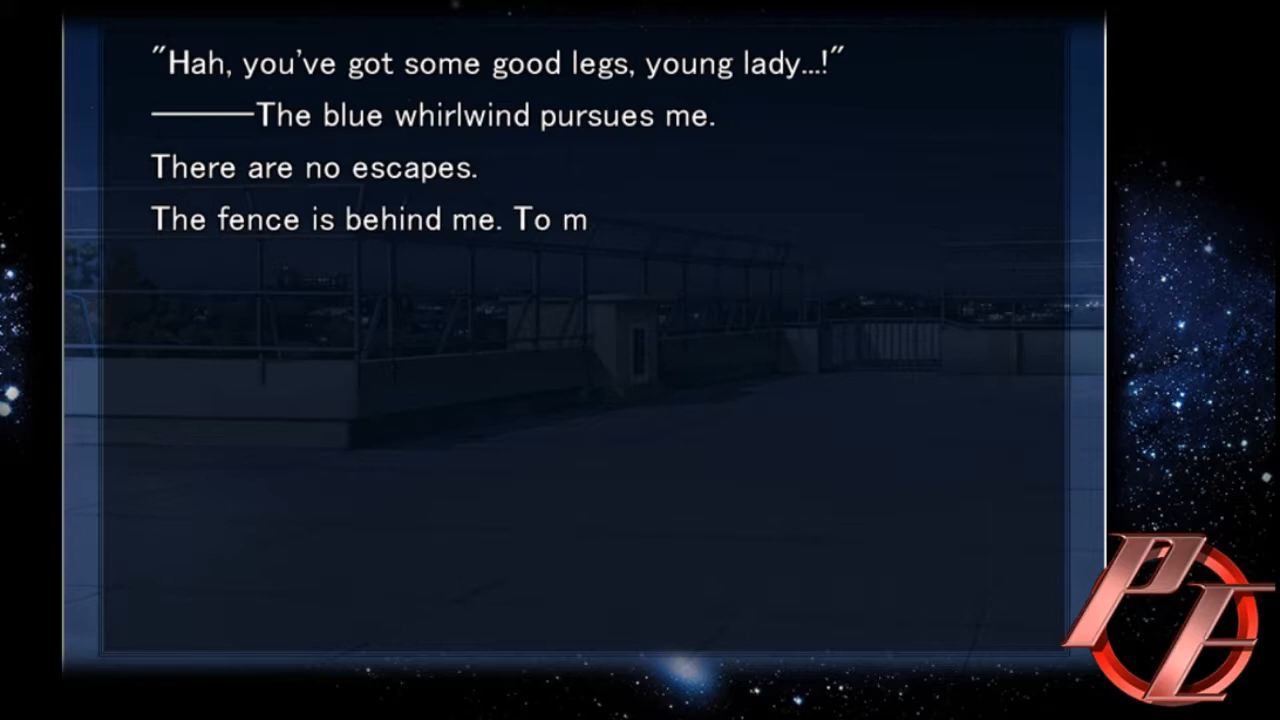 "Hah, you've got some good legs, young lady...!"
―――The blue whirlwind pursues me.
There are no escapes.
The fence is behind me. To m
PE